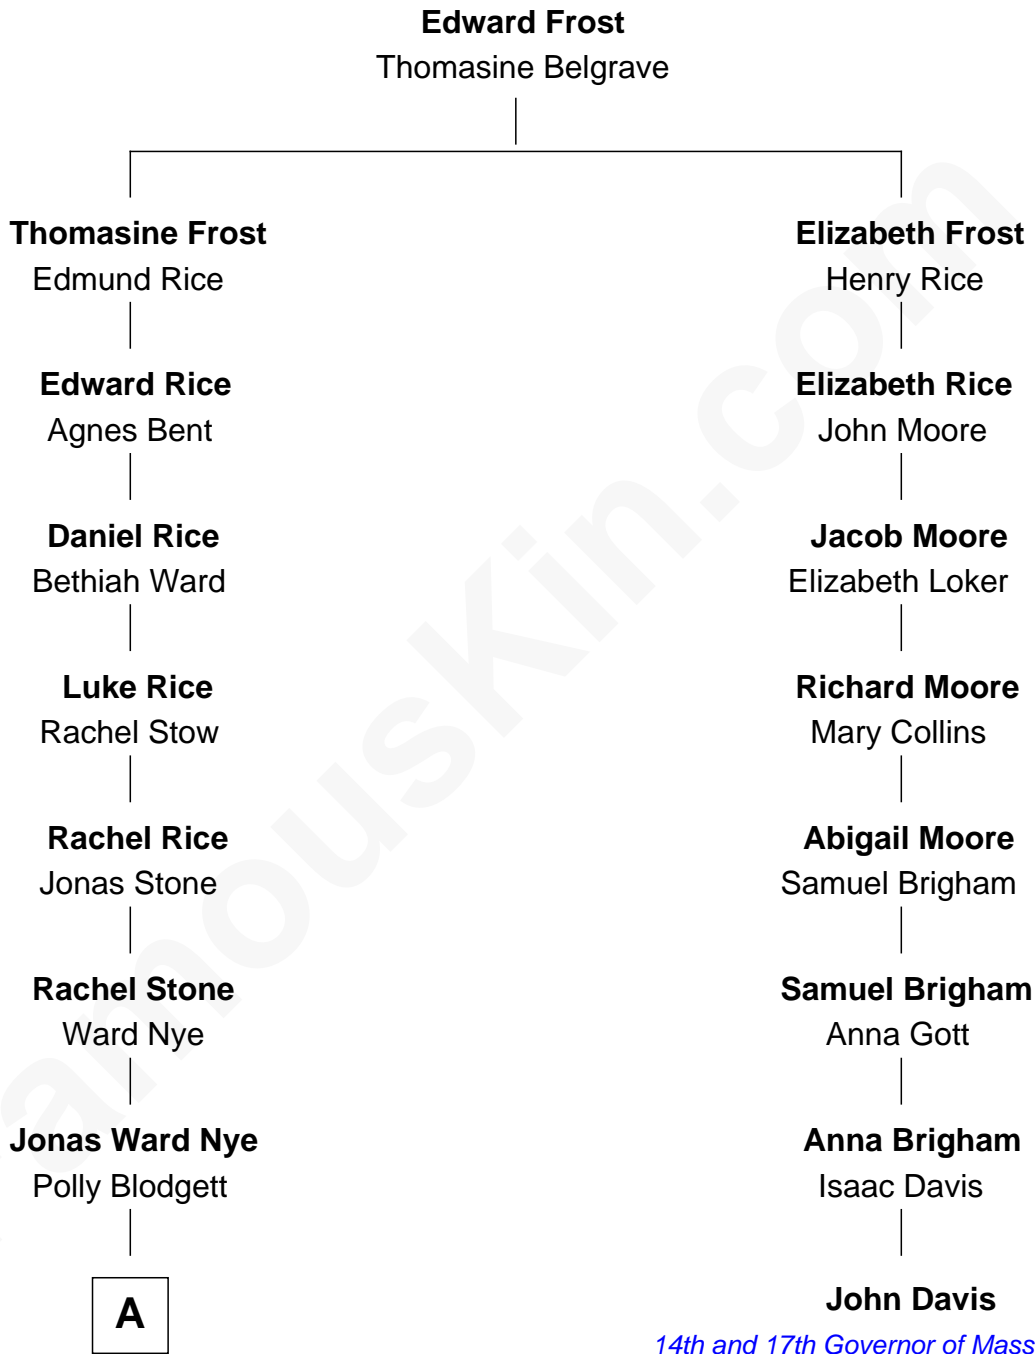 Edward Frost
Thomasine Belgrave
Thomasine Frost
Edmund Rice
Elizabeth Frost
Henry Rice
Edward Rice
Agnes Bent
Elizabeth Rice
John Moore
Daniel Rice
Bethiah Ward
Jacob Moore
Elizabeth Loker
Luke Rice
Rachel Stow
Richard Moore
Mary Collins
Rachel Rice
Jonas Stone
Abigail Moore
Samuel Brigham
Rachel Stone
Ward Nye
Samuel Brigham
Anna Gott
Jonas Ward Nye
Polly Blodgett
Anna Brigham
Isaac Davis
A
John Davis
14th and 17th Governor of Mass
amouskin.com